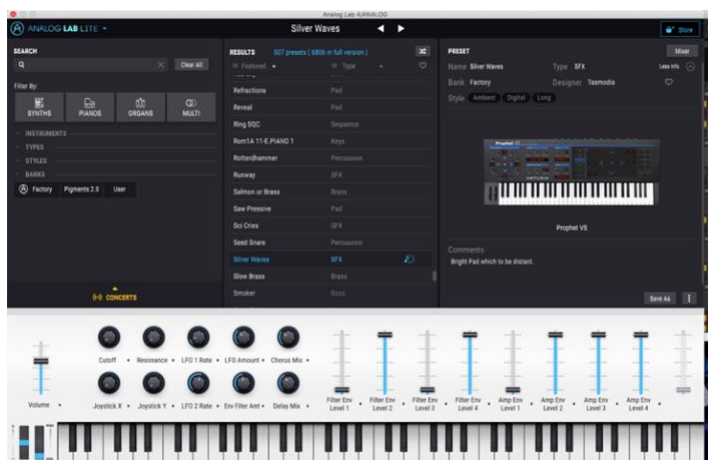 Analog Lab 4/ANALOG
ANALOG LAB LITE
Silver Waves
Store
SEARCH
Clear All
Filter By:
SYNTHS
PIANOS
ORGANS
MULTI
INSTRUMENTS
TYPES
STYLES
BANKS
Factory
Pigments 2.0
User
CONCERTS
RESULTS 507 presets ( 6806 in full version )
Featured Type
Refractions Pad
Reveal Pad
Ring SQC Sequence
Rom1A 11-E.PIANO 1 Keys
Rotterdhammer Percussion
Runway SFX
Salmon or Brass Brass
Saw Pressive Pad
Sci Cries SFX
Seed Snare Percussion
Silver Waves SFX
Slow Brass Brass
Smoker Bass
PRESET
Mixer
Name Silver Waves Type SFX Less Info
Bank Factory Designer Tasmodia
Style Ambient Digital Long
Prophet VS
Comments
Bright Pad which to be distant.
Save As
Cutoff Resonance LFO 1 Rate LFO Amount Chorus Mix
Volume
Joystick X Joystick Y LFO 2 Rate Env Filter Amt Delay Mix
Filter Env Level 1
Filter Env Level 2
Filter Env Level 3
Filter Env Level 4
Amp Env Level 1
Amp Env Level 2
Amp Env Level 3
Amp Env Level 4